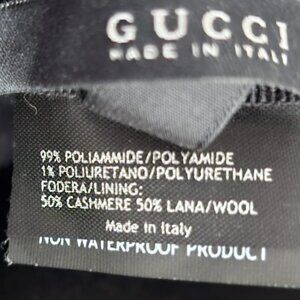 GUCCI
MADE IN ITALY
99% POLIAMMIDE/POLYAMIDE
1% POLIURETANO/POLYURETHANE
FODERA/LINING:
50% CASHMERE 50% LANA/WOOL
Made in Italy
NON WATERPROOF PRODUCT